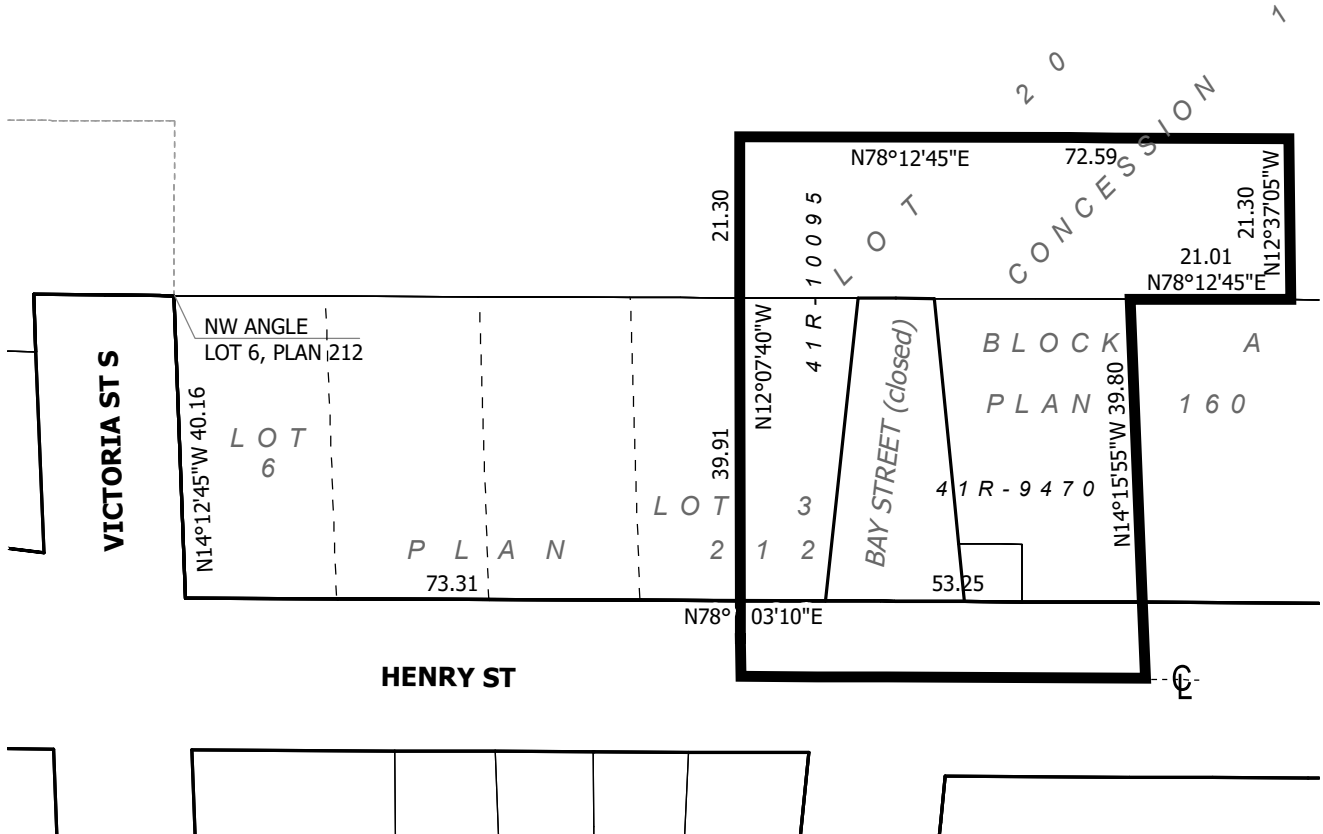 LOT 20 CONCESSION 1
N78°12'45"E 72.59
21.30
41R-10095
21.30
N12°37'05"W
21.01
N78°12'45"E
NW ANGLE
LOT 6, PLAN 212
VICTORIA ST S
N14°12'45"W 40.16
LOT
6
N12°07'40"W
39.91
BAY STREET (closed)
BLOCK A
PLAN 160
N14°15'55"W 39.80
41R-9470
LOT 3
PLAN 212
73.31
53.25
N78° 03'10"E
HENRY ST
CL